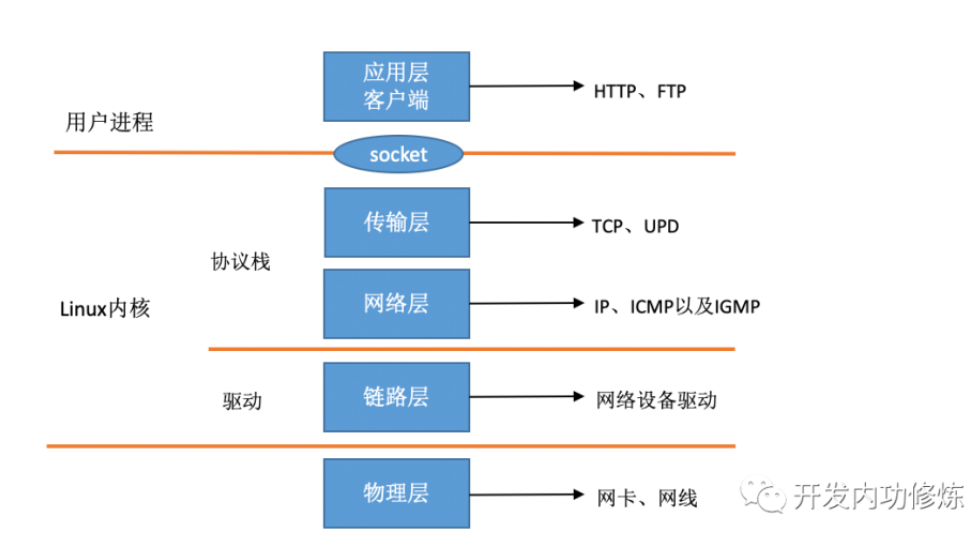 应用层
客户端
HTTP、FTP
用户进程
socket
传输层
TCP、UPD
协议栈
Linux内核
网络层
IP、ICMP以及IGMP
驱动
链路层
网络设备驱动
物理层
网卡、网线
开发内功修炼